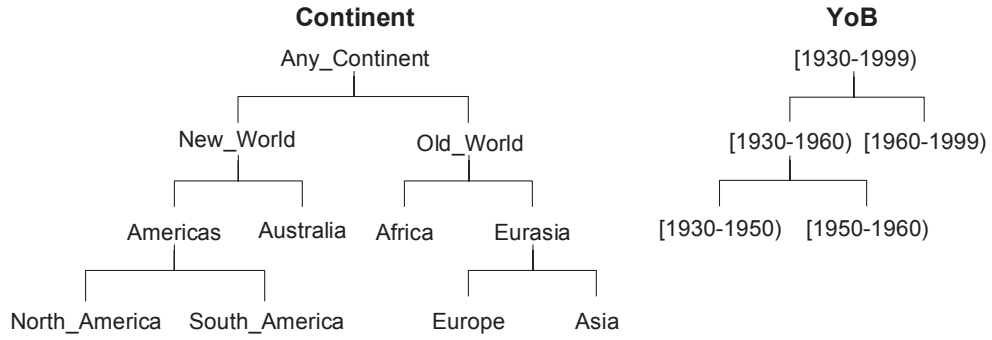 Continent YoB
Any_Continent [1930-1999)
New_World Old_World [1930-1960) [1960-1999)
Americas Australia Africa Eurasia [1930-1950) [1950-1960)
North_America South_America Europe Asia